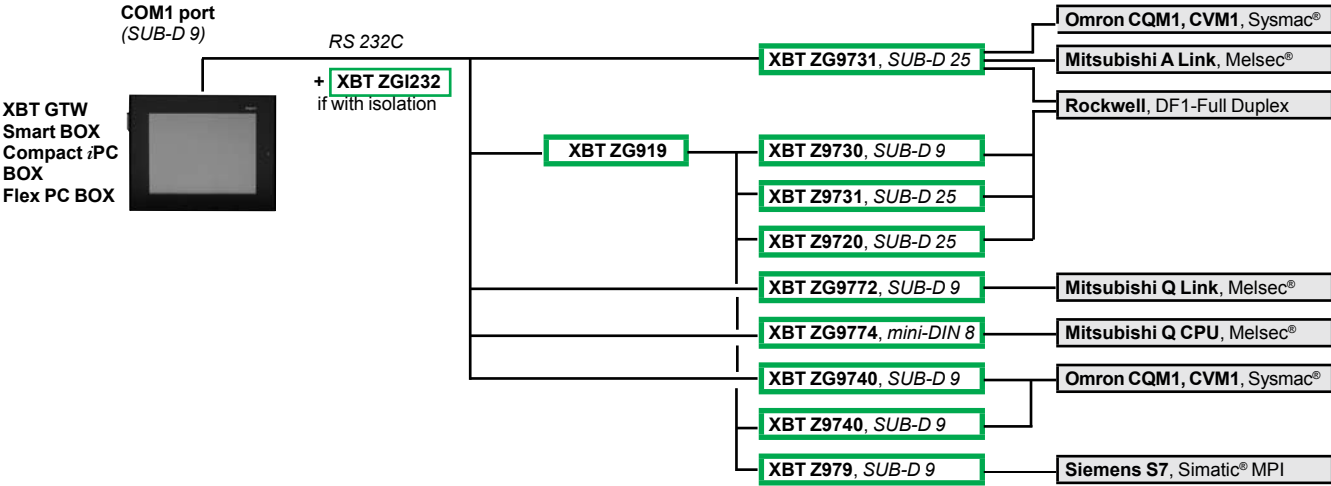 COM1 port
(SUB-D 9)
RS 232C
+ XBT ZGI232
if with isolation
XBT GTW
Smart BOX
Compact iPC
BOX
Flex PC BOX
XBT ZG919
XBT ZG9731, SUB-D 25
XBT Z9730, SUB-D 9
XBT Z9731, SUB-D 25
XBT Z9720, SUB-D 25
XBT ZG9772, SUB-D 9
XBT ZG9774, mini-DIN 8
XBT ZG9740, SUB-D 9
XBT Z9740, SUB-D 9
XBT Z979, SUB-D 9
Omron CQM1, CVM1, Sysmac®
Mitsubishi A Link, Melsec®
Rockwell, DF1-Full Duplex
Mitsubishi Q Link, Melsec®
Mitsubishi Q CPU, Melsec®
Omron CQM1, CVM1, Sysmac®
Siemens S7, Simatic® MPI